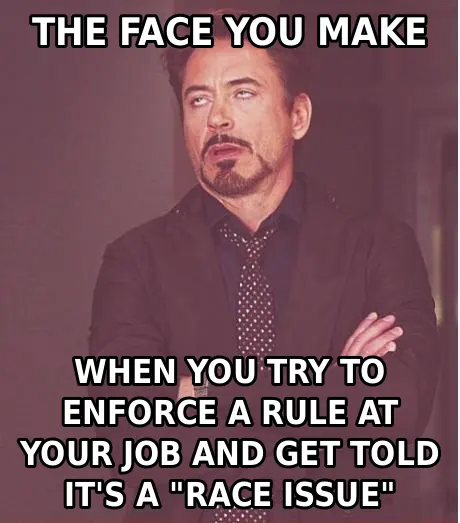 THE FACE YOU MAKE
WHEN YOU TRY TO
ENFORCE A RULE AT
YOUR JOB AND GET TOLD
IT'S A "RACE ISSUE"